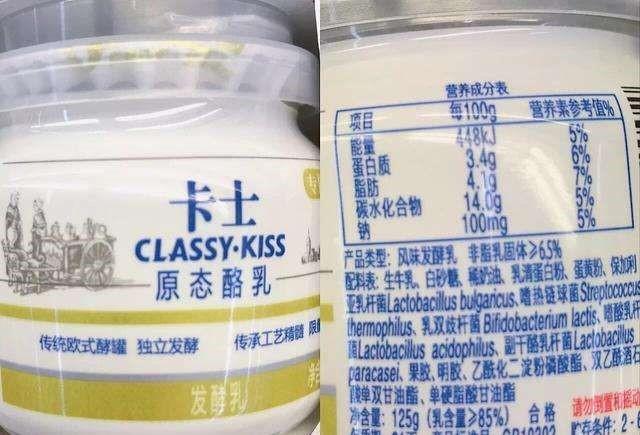 卡士
CLASSY·KISS
原态酪乳
传统欧式酵罐 独立发酵 传承工艺精髓
发酵乳
营养成分表
项目 每100g 营养素参考值%
能量 448kJ 5%
蛋白质 3.4g 6%
脂肪 4.1g 7%
碳水化合物 14.0g 5%
钠 100mg 5%
产品类型：风味发酵乳 非脂乳固体≥6.5%
配料表：生牛乳、白砂糖、稀奶油、乳清蛋白粉、蛋黄粉、保加利
亚乳杆菌Lactobacillus bulgaricus、嗜热链球菌Streptococcus
thermophilus、乳双歧杆菌Bifidobacterium lactis、嗜酸乳杆
菌Lactobacillus acidophilus、副干酪乳杆菌Lactobacillus
paracasei、果胶、明胶、乙酰化二淀粉磷酸酯、双乙酰酒石
酸单双甘油酯、单硬脂酸甘油酯
净含量：125g（乳含量≥85%） 合格
请勿倒置和摇动
贮存条件：2-